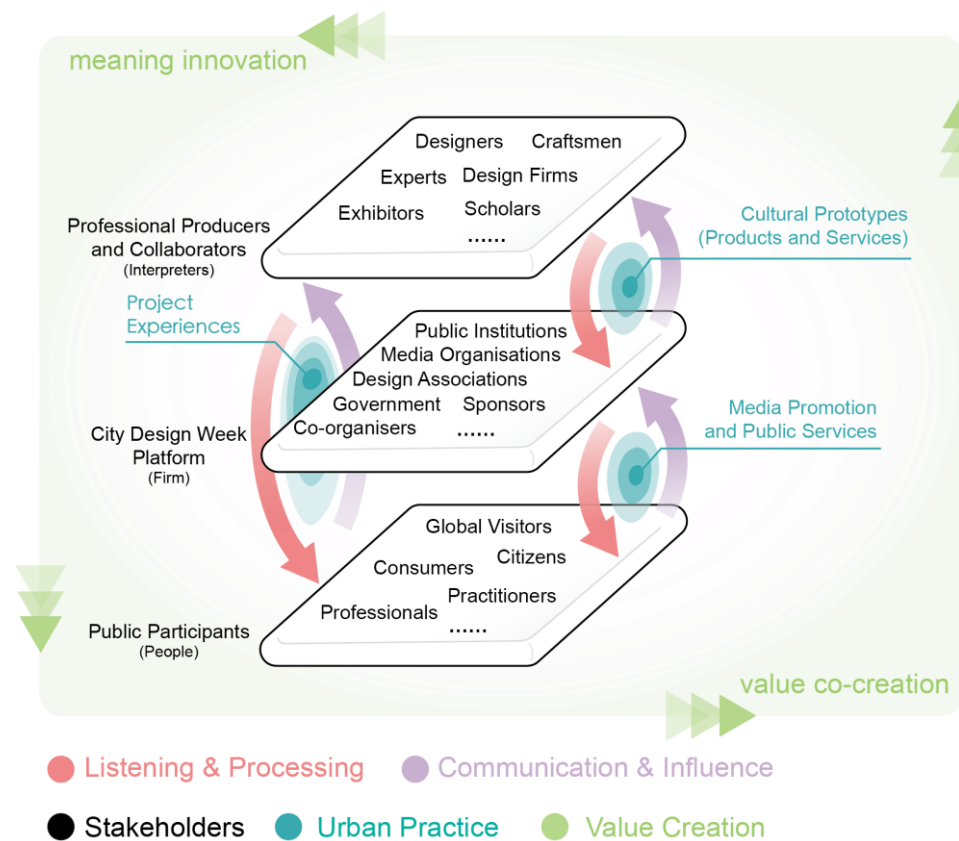 meaning innovation
Designers Craftsmen
Experts Design Firms
Exhibitors Scholars
......
Professional Producers
and Collaborators
(Interpreters)
Cultural Prototypes
(Products and Services)
Project
Experiences
Public Institutions
Media Organisations
Design Associations
Government Sponsors
Co-organisers ......
City Design Week
Platform
(Firm)
Media Promotion
and Public Services
Global Visitors
Citizens
Consumers
Practitioners
Professionals
......
Public Participants
(People)
value co-creation
Listening & Processing Communication & Influence
Stakeholders Urban Practice Value Creation